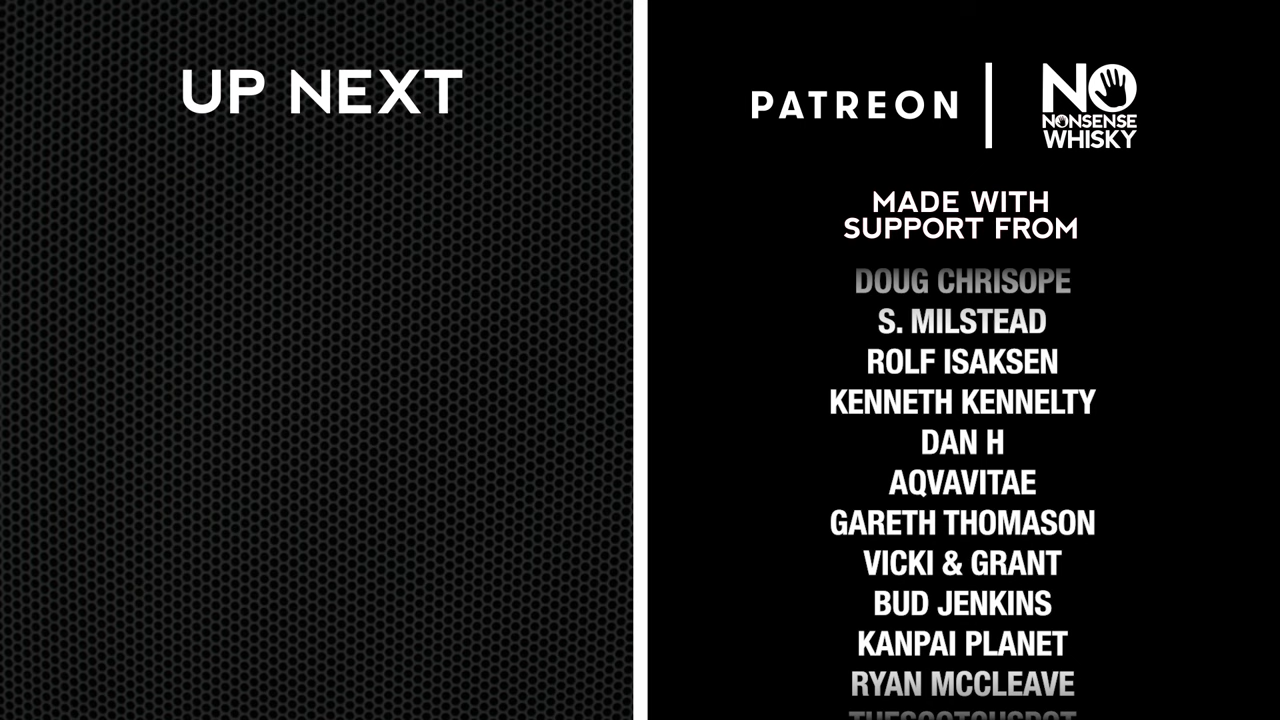 UP NEXT
PATREON
NO
NONSENSE
WHISKY
MADE WITH
SUPPORT FROM
DOUG CHRISOPE
S. MILSTEAD
ROLF ISAKSEN
KENNETH KENNELTY
DAN H
AQVAVITAE
GARETH THOMASON
VICKI & GRANT
BUD JENKINS
KANPAI PLANET
RYAN MCCLEAVE